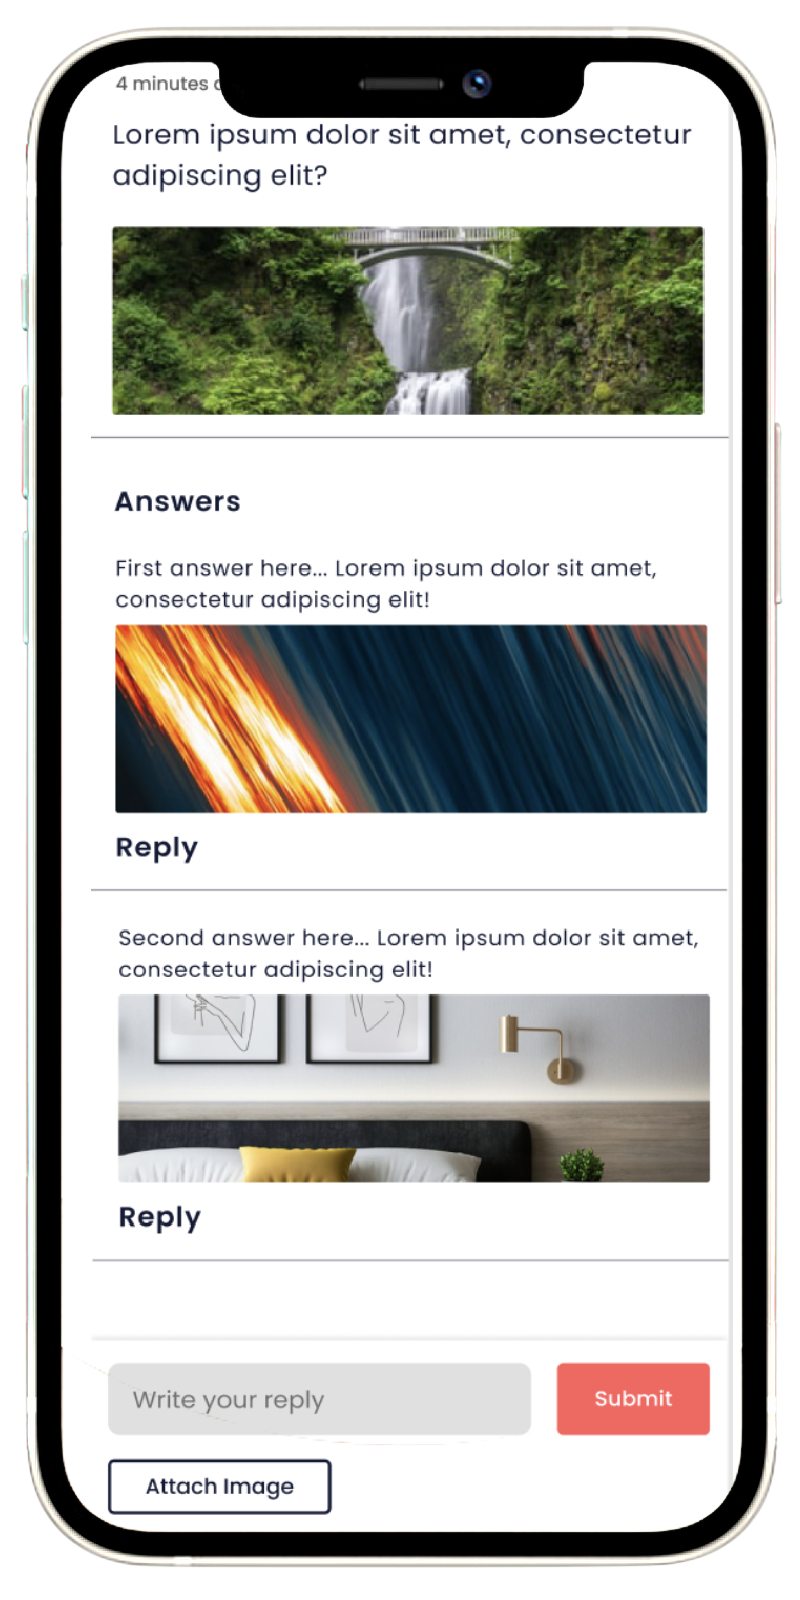 4 minutes
Lorem ipsum dolor sit amet, consectetur
adipiscing elit?
Answers
First answer here... Lorem ipsum dolor sit amet,
consectetur adipiscing elit!
Reply
Second answer here... Lorem ipsum dolor sit amet,
consectetur adipiscing elit!
Reply
Write your reply
Submit
Attach Image